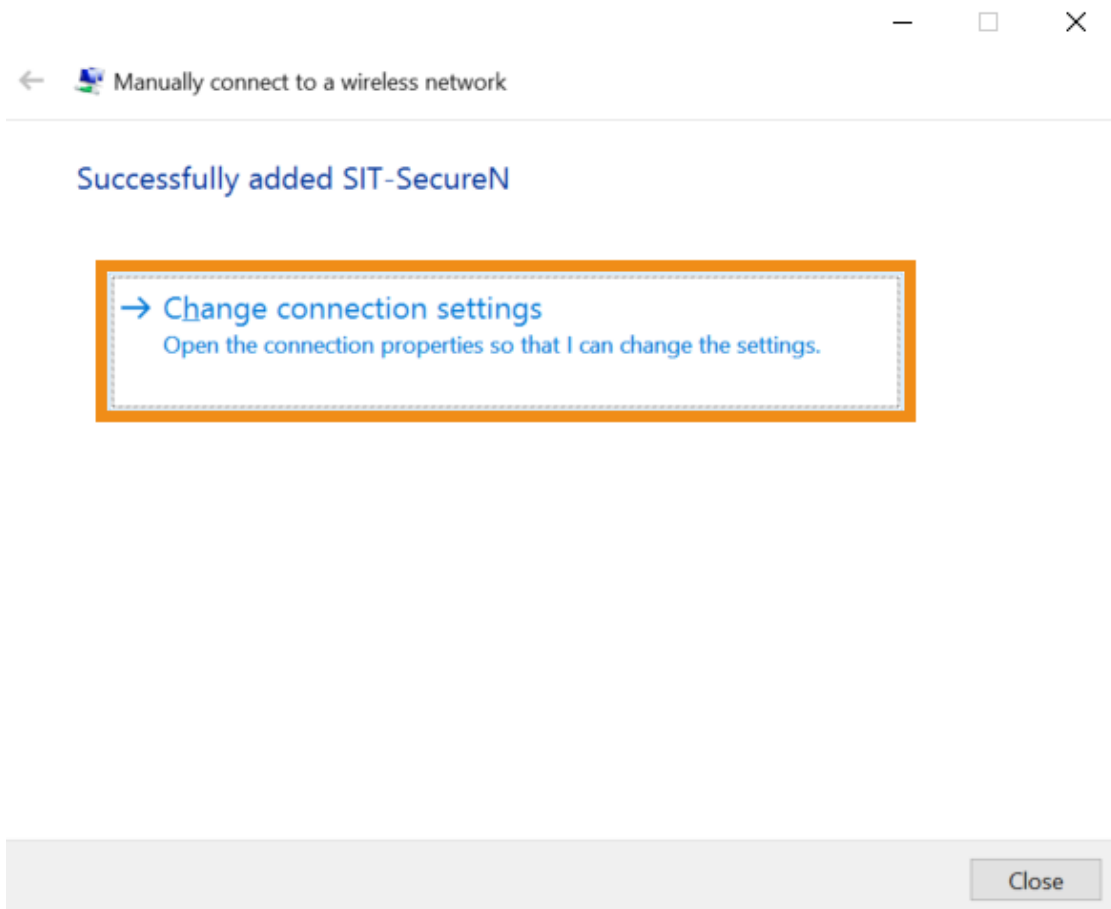 Manually connect to a wireless network
Successfully added SIT-SecureN
Change connection settings
Open the connection properties so that I can change the settings.
Close